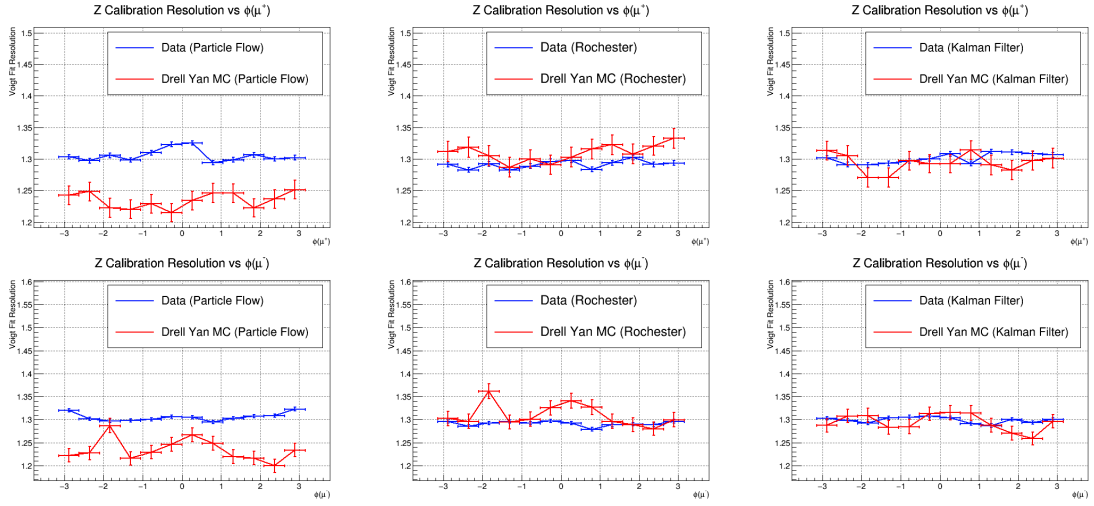 Z Calibration Resolution vs ϕ(μ⁺)
Voigt Fit Resolution
1.5
1.45
1.4
1.35
1.3
1.25
1.2
Data (Particle Flow)
Drell Yan MC (Particle Flow)
−3 −2 −1 0 1 2 3
ϕ(μ⁺)
Z Calibration Resolution vs ϕ(μ⁺)
Voigt Fit Resolution
1.5
1.45
1.4
1.35
1.3
1.25
1.2
Data (Rochester)
Drell Yan MC (Rochester)
−3 −2 −1 0 1 2 3
ϕ(μ⁺)
Z Calibration Resolution vs ϕ(μ⁺)
Voigt Fit Resolution
1.5
1.45
1.4
1.35
1.3
1.25
1.2
Data (Kalman Filter)
Drell Yan MC (Kalman Filter)
−3 −2 −1 0 1 2 3
ϕ(μ⁺)
Z Calibration Resolution vs ϕ(μ⁻)
Voigt Fit Resolution
1.6
1.55
1.5
1.45
1.4
1.35
1.3
1.25
1.2
Data (Particle Flow)
Drell Yan MC (Particle Flow)
−3 −2 −1 0 1 2 3
ϕ(μ⁻)
Z Calibration Resolution vs ϕ(μ⁻)
Voigt Fit Resolution
1.6
1.55
1.5
1.45
1.4
1.35
1.3
1.25
1.2
Data (Rochester)
Drell Yan MC (Rochester)
−3 −2 −1 0 1 2 3
ϕ(μ⁻)
Z Calibration Resolution vs ϕ(μ⁻)
Voigt Fit Resolution
1.6
1.55
1.5
1.45
1.4
1.35
1.3
1.25
1.2
Data (Kalman Filter)
Drell Yan MC (Kalman Filter)
−3 −2 −1 0 1 2 3
ϕ(μ⁻)